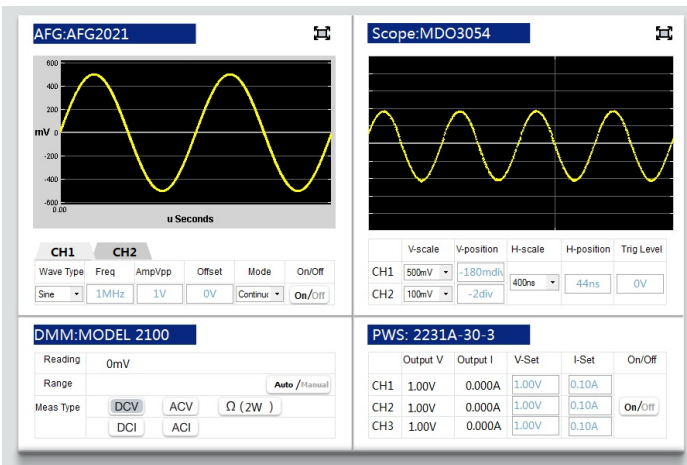 AFG:AFG2021
600
400
200
mV 0
-200
-400
-600
0.00
u Seconds
CH1 CH2
Wave Type Freq AmpVpp Offset Mode On/Off
Sine 1MHz 1V 0V Continuc On/Off
Scope:MDO3054
V-scale V-position H-scale H-position Trig Level
CH1 500mV -180mdiv 400ns 44ns 0V
CH2 100mV -2div
DMM:MODEL 2100
Reading 0mV
Range Auto /Manual
Meas Type DCV ACV Ω (2W )
DCI ACI
PWS: 2231A-30-3
Output V Output I V-Set I-Set On/Off
CH1 1.00V 0.000A 1.00V 0.10A
CH2 1.00V 0.000A 1.00V 0.10A On/Off
CH3 1.00V 0.000A 1.00V 0.10A